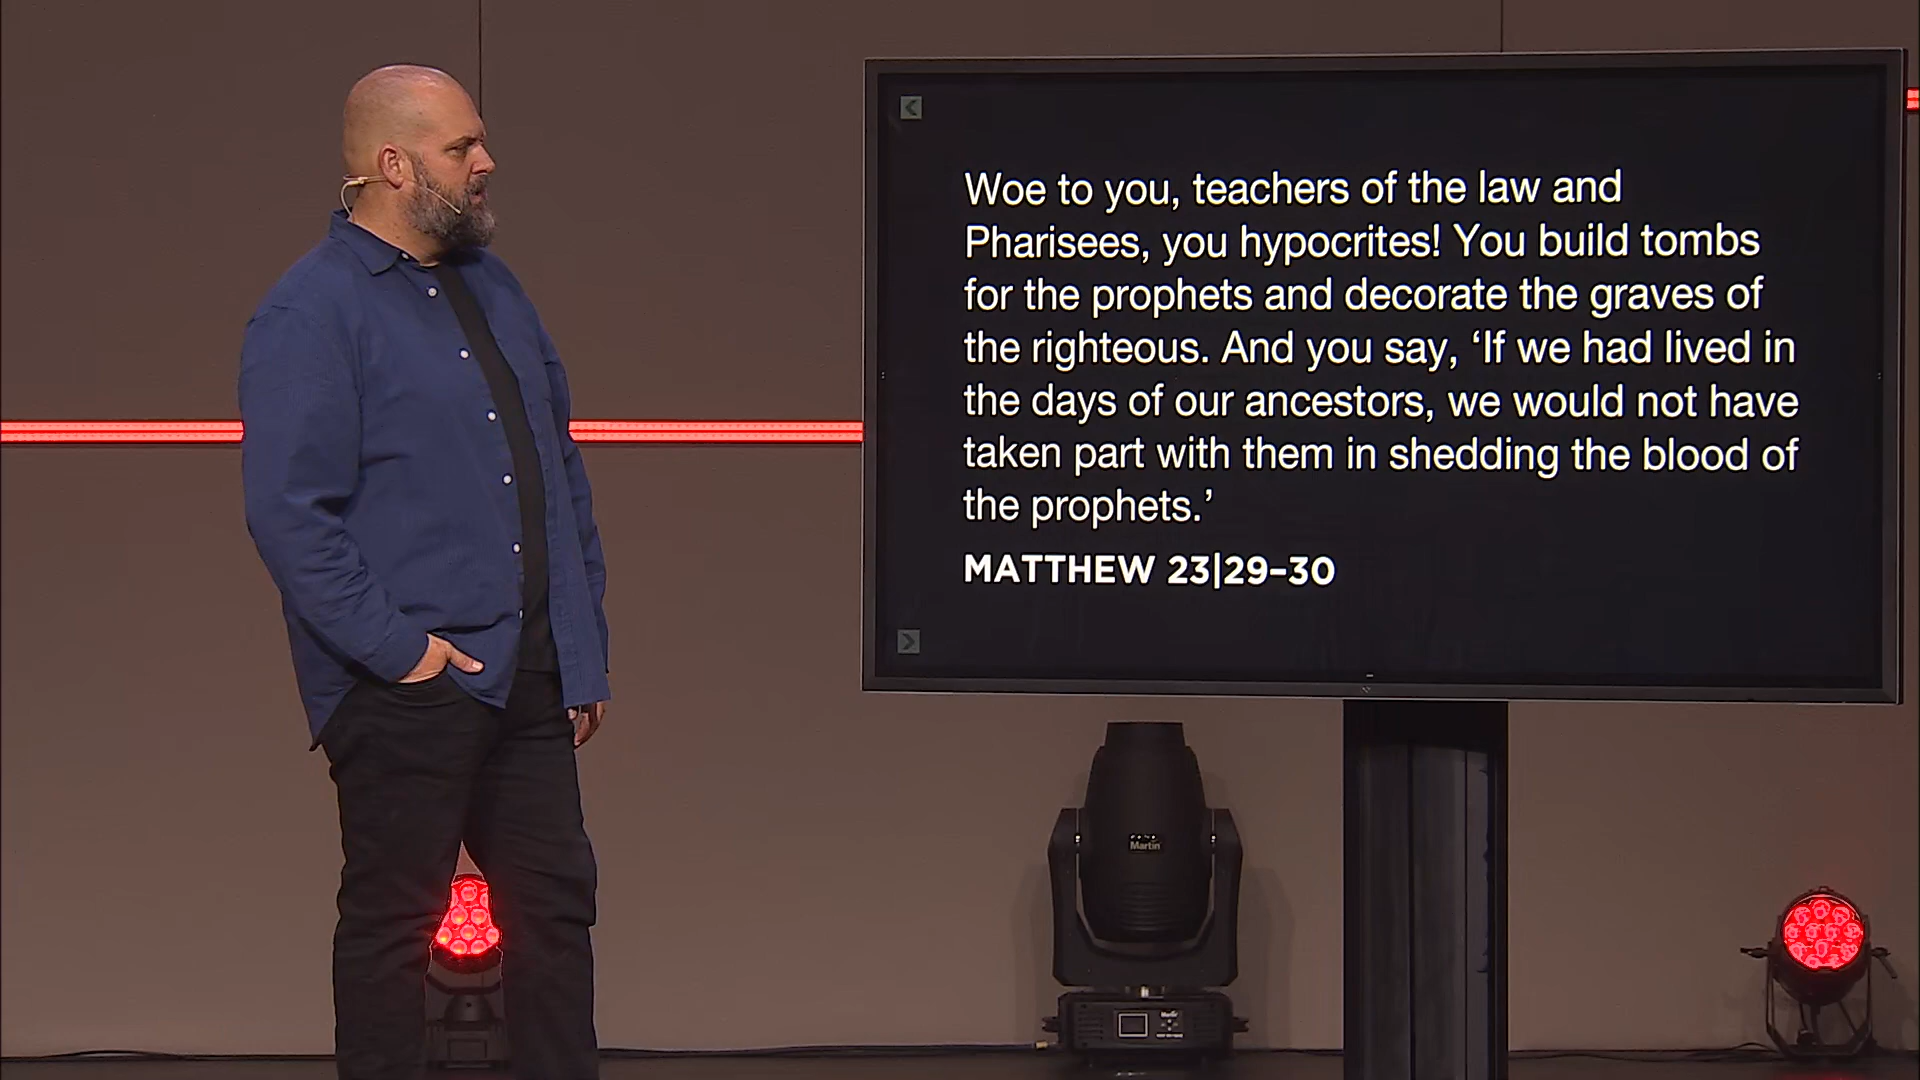 Woe to you, teachers of the law and
Pharisees, you hypocrites! You build tombs
for the prophets and decorate the graves of
the righteous. And you say, ‘If we had lived in
the days of our ancestors, we would not have
taken part with them in shedding the blood of
the prophets.’
MATTHEW 23|29–30
Martin
Martin